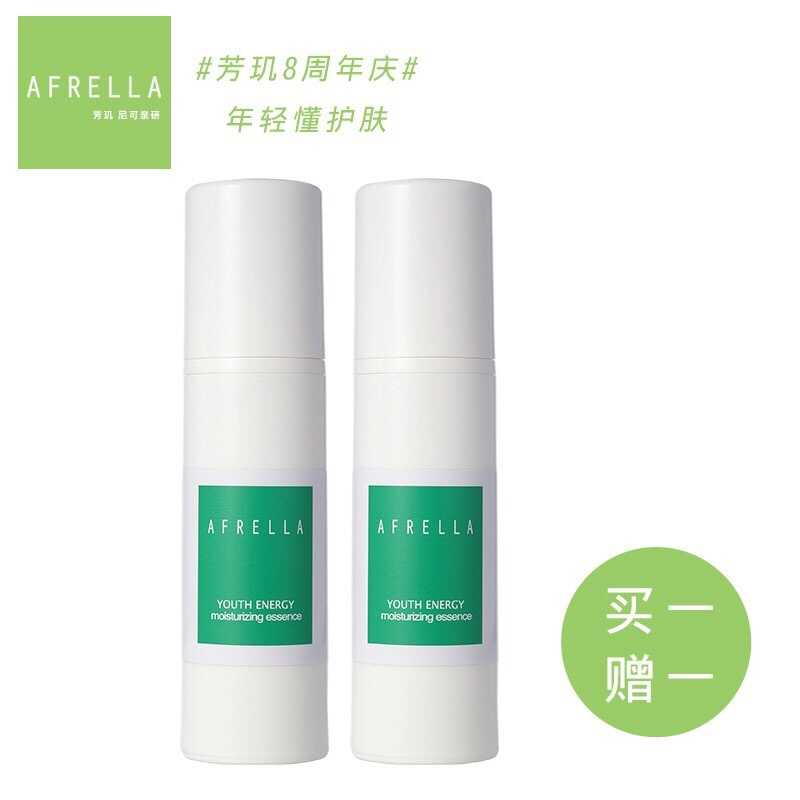 AFRELLA
芳玑 尼可亲研
#芳玑8周年庆#
年轻懂护肤
AFRELLA
YOUTH ENERGY
moisturizing essence
AFRELLA
YOUTH ENERGY
moisturizing essence
买一
赠一